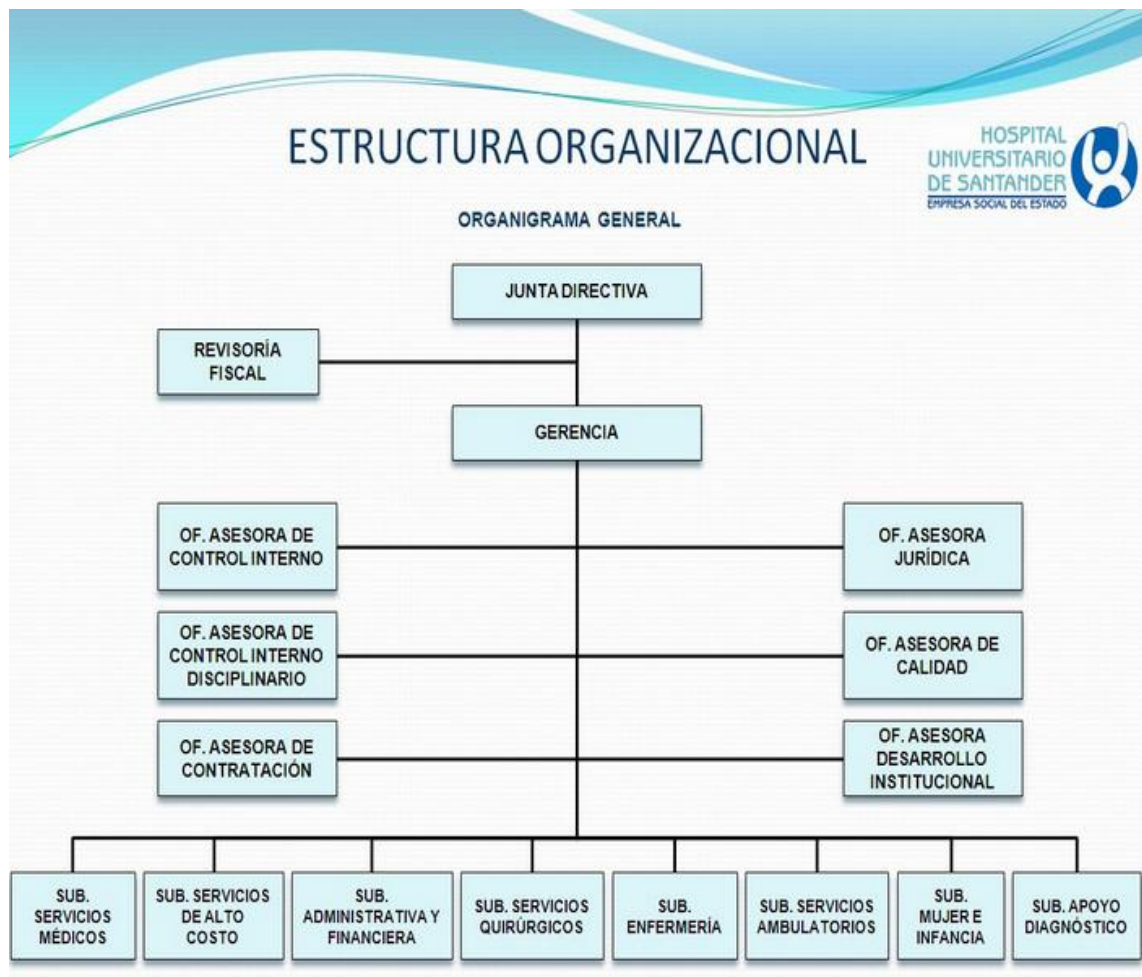 ESTRUCTURA ORGANIZACIONAL
HOSPITAL
UNIVERSITARIO
DE SANTANDER
EMPRESA SOCIAL DEL ESTADO
ORGANIGRAMA GENERAL
JUNTA DIRECTIVA
REVISORÍA
FISCAL
GERENCIA
OF. ASESORA DE
CONTROL INTERNO
OF. ASESORA
JURÍDICA
OF. ASESORA DE
CONTROL INTERNO
DISCIPLINARIO
OF. ASESORA DE
CALIDAD
OF. ASESORA DE
CONTRATACIÓN
OF. ASESORA
DESARROLLO
INSTITUCIONAL
SUB.
SERVICIOS
MÉDICOS
SUB. SERVICIOS
DE ALTO
COSTO
SUB.
ADMINISTRATIVA Y
FINANCIERA
SUB. SERVICIOS
QUIRÚRGICOS
SUB.
ENFERMERÍA
SUB. SERVICIOS
AMBULATORIOS
SUB.
MUJER E
INFANCIA
SUB. APOYO
DIAGNÓSTICO